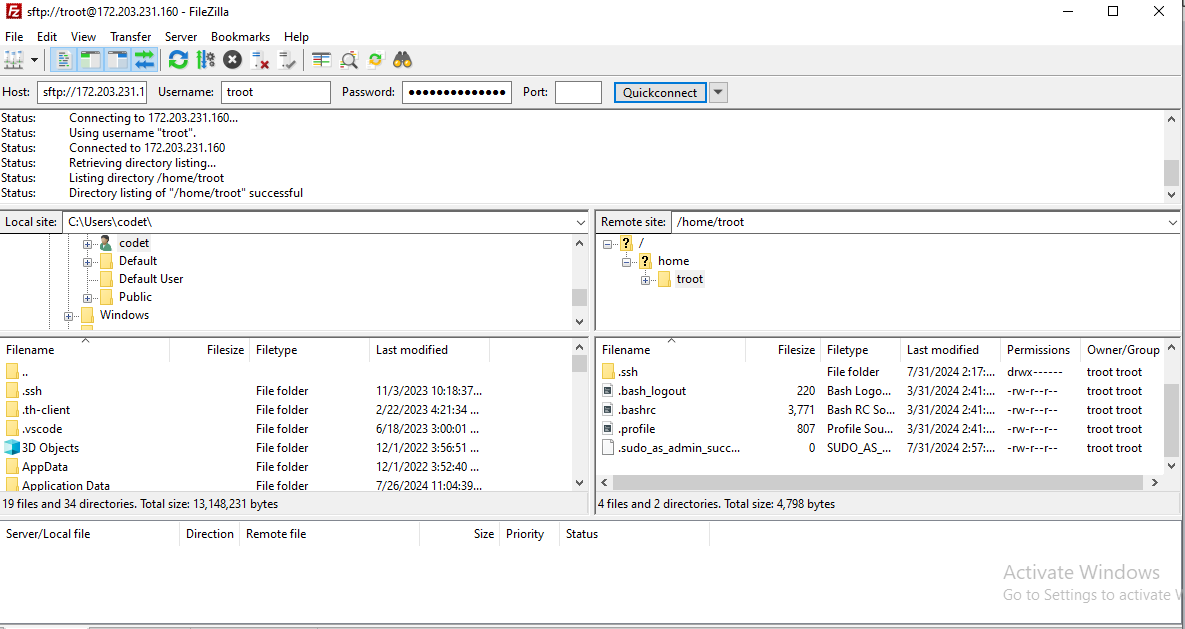 sftp://troot@172.203.231.160 - FileZilla
File Edit View Transfer Server Bookmarks Help
Host: sftp://172.203.231.1 Username: troot Password: ●●●●●●●●●●●●●● Port: Quickconnect
Status: Connecting to 172.203.231.160...
Status: Using username "troot".
Status: Connected to 172.203.231.160
Status: Retrieving directory listing...
Status: Listing directory /home/troot
Status: Directory listing of "/home/troot" successful
Local site: C:\Users\codet\
codet
Default
Default User
Public
Windows
Remote site: /home/troot
/
home
troot
Filename Filesize Filetype Last modified
..
.ssh File folder 11/3/2023 10:18:37...
.th-client File folder 2/22/2023 4:21:34 ...
.vscode File folder 6/18/2023 3:00:01 ...
3D Objects File folder 12/1/2022 3:56:51 ...
AppData File folder 12/1/2022 3:52:40 ...
Application Data File folder 7/26/2024 11:04:39...
19 files and 34 directories. Total size: 13,148,231 bytes
Filename Filesize Filetype Last modified Permissions Owner/Group
.ssh File folder 7/31/2024 2:17:... drwx------ troot troot
.bash_logout 220 Bash Logo... 3/31/2024 2:41:... -rw-r--r-- troot troot
.bashrc 3,771 Bash RC So... 3/31/2024 2:41:... -rw-r--r-- troot troot
.profile 807 Profile Sou... 3/31/2024 2:41:... -rw-r--r-- troot troot
.sudo_as_admin_succ... 0 SUDO_AS_... 7/31/2024 2:57:... -rw-r--r-- troot troot
4 files and 2 directories. Total size: 4,798 bytes
Server/Local file Direction Remote file Size Priority Status
Activate Windows
Go to Settings to activate W